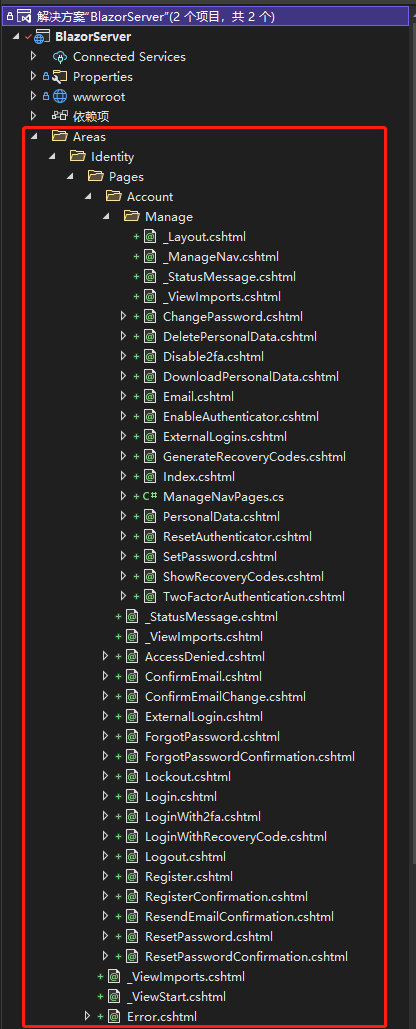 解决方案"BlazorServer"(2 个项目，共 2 个)
BlazorServer
Connected Services
Properties
wwwroot
依赖项
Areas
Identity
Pages
Account
Manage
_Layout.cshtml
_ManageNav.cshtml
_StatusMessage.cshtml
_ViewImports.cshtml
ChangePassword.cshtml
DeletePersonalData.cshtml
Disable2fa.cshtml
DownloadPersonalData.cshtml
Email.cshtml
EnableAuthenticator.cshtml
ExternalLogins.cshtml
GenerateRecoveryCodes.cshtml
Index.cshtml
C# ManageNavPages.cs
PersonalData.cshtml
ResetAuthenticator.cshtml
SetPassword.cshtml
ShowRecoveryCodes.cshtml
TwoFactorAuthentication.cshtml
_StatusMessage.cshtml
_ViewImports.cshtml
AccessDenied.cshtml
ConfirmEmail.cshtml
ConfirmEmailChange.cshtml
ExternalLogin.cshtml
ForgotPassword.cshtml
ForgotPasswordConfirmation.cshtml
Lockout.cshtml
Login.cshtml
LoginWith2fa.cshtml
LoginWithRecoveryCode.cshtml
Logout.cshtml
Register.cshtml
RegisterConfirmation.cshtml
ResendEmailConfirmation.cshtml
ResetPassword.cshtml
ResetPasswordConfirmation.cshtml
_ViewImports.cshtml
_ViewStart.cshtml
Error.cshtml